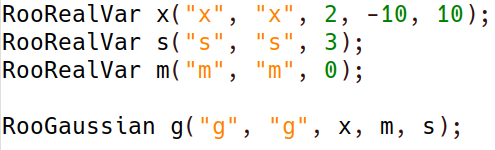 RooRealVar x("x", "x", 2, -10, 10);
RooRealVar s("s", "s", 3);
RooRealVar m("m", "m", 0);
RooGaussian g("g", "g", x, m, s);